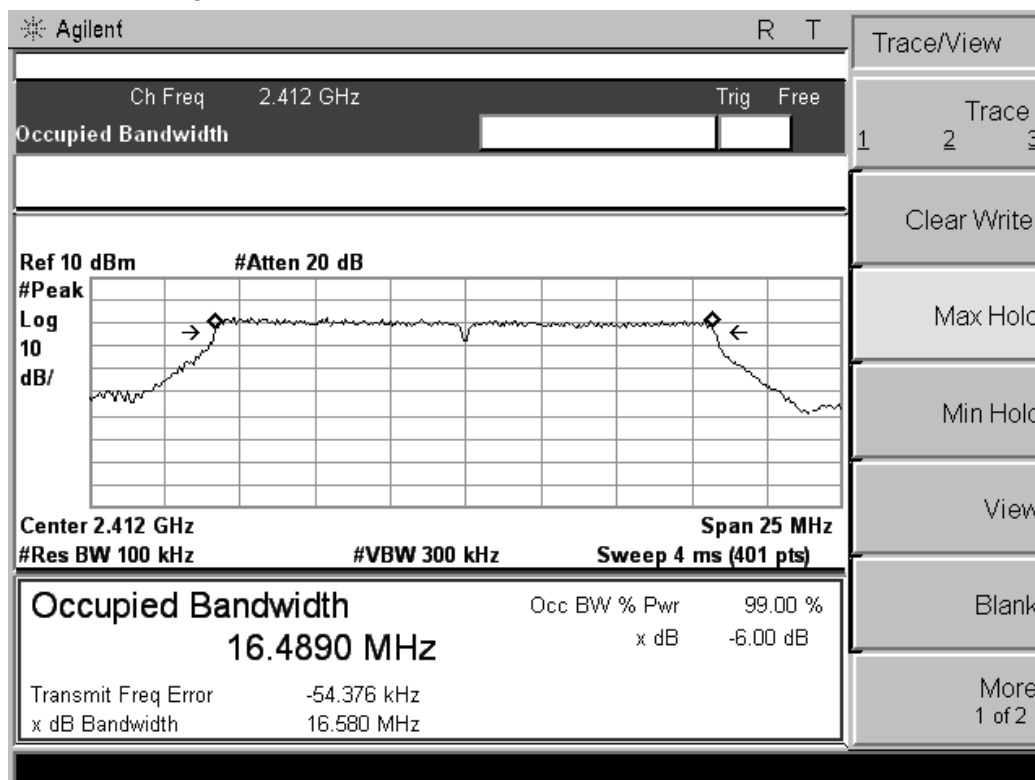 Agilent R T
Trace/View
Ch Freq 2.412 GHz Trig Free
Occupied Bandwidth
Trace
1 2 3
Clear Write
Max Hold
Min Hold
View
Blank
More
1 of 2
Ref 10 dBm #Atten 20 dB
#Peak
Log
10
dB/
Center 2.412 GHz Span 25 MHz
#Res BW 100 kHz #VBW 300 kHz Sweep 4 ms (401 pts)
Occupied Bandwidth
16.4890 MHz
Occ BW % Pwr 99.00 %
x dB -6.00 dB
Transmit Freq Error -54.376 kHz
x dB Bandwidth 16.580 MHz